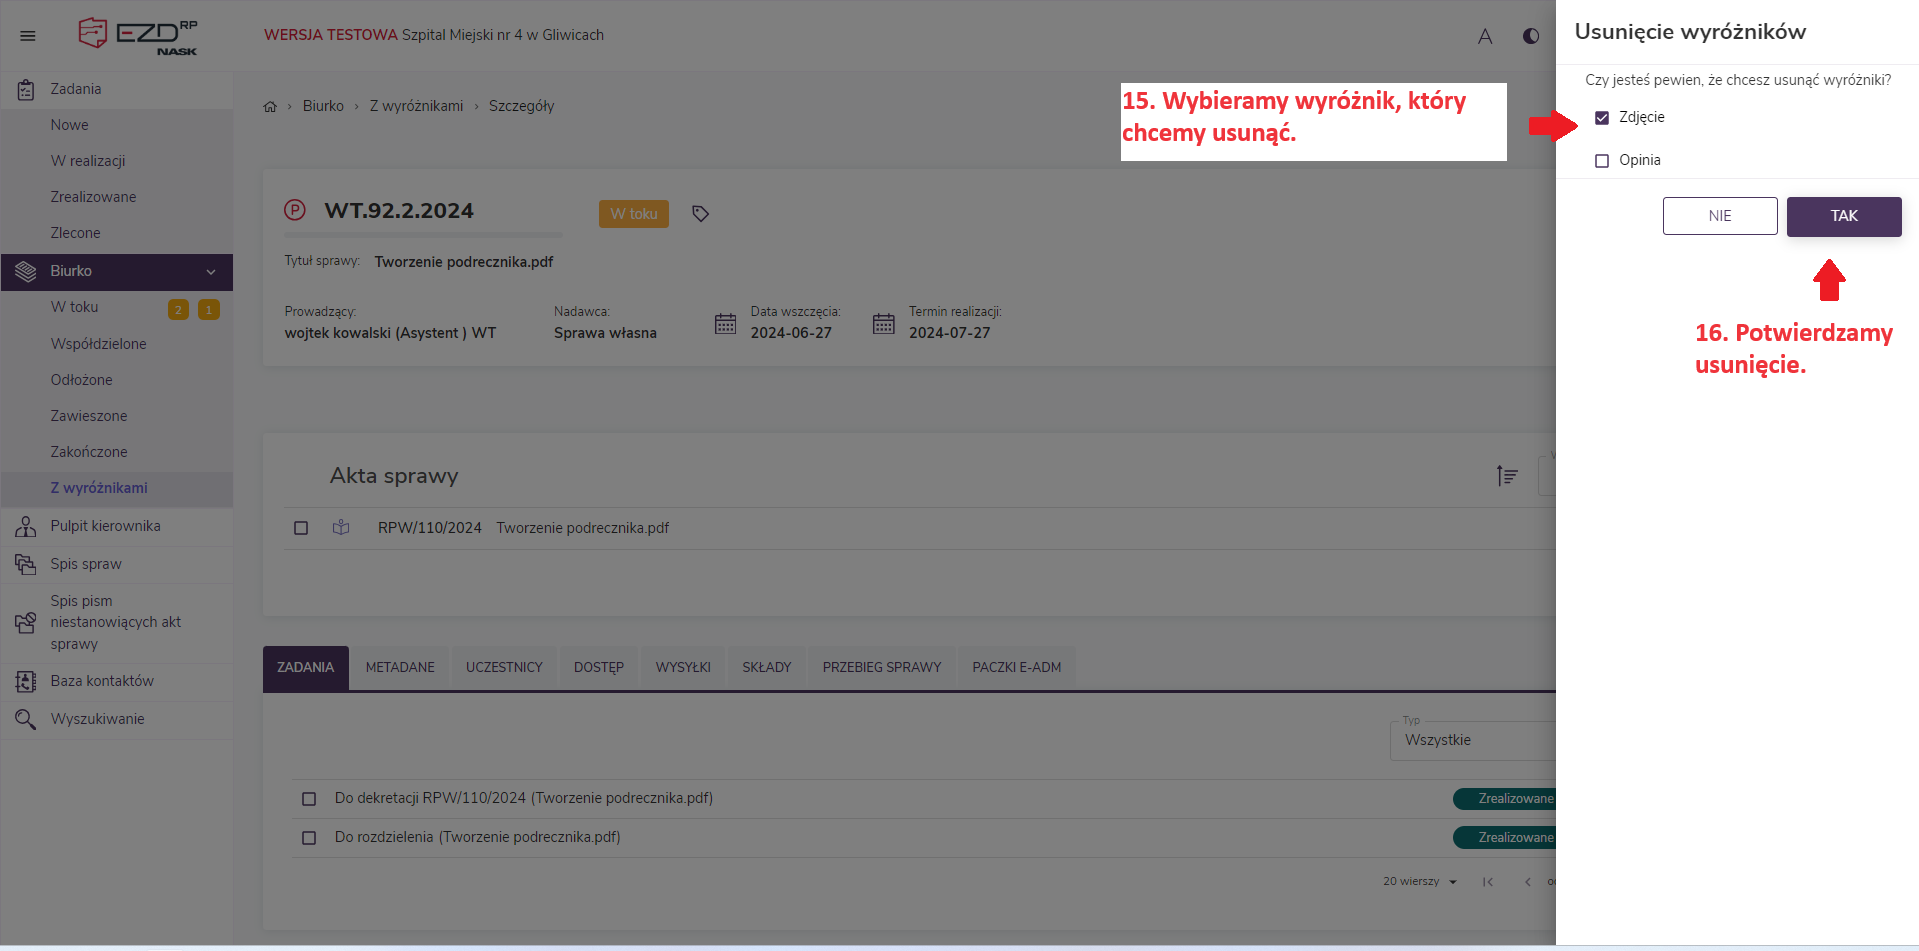 EZD RP
NASK
WERSJA TESTOWA Szpital Miejski nr 4 w Gliwicach
A
Zadania
Nowe
W realizacji
Zrealizowane
Zlecone
Biurko
W toku 2 1
Współdzielone
Odłożone
Zawieszone
Zakończone
Z wyróżnikami
Pulpit kierownika
Spis spraw
Spis pism
niestanowiących akt
sprawy
Baza kontaktów
Wyszukiwanie
Biurko › Z wyróżnikami › Szczegóły
P WT.92.2.2024 W toku
Tytuł sprawy: Tworzenie podrecznika.pdf
Prowadzący: Nadawca: Data wszczęcia: Termin realizacji:
wojtek kowalski (Asystent ) WT Sprawa własna 2024-06-27 2024-07-27
Akta sprawy
RPW/110/2024 Tworzenie podrecznika.pdf
ZADANIA METADANE UCZESTNICY DOSTĘP WYSYŁKI SKŁADY PRZEBIEG SPRAWY PACZKI E-ADM
Typ
Wszystkie
Do dekretacji RPW/110/2024 (Tworzenie podrecznika.pdf) Zrealizowane
Do rozdzielenia (Tworzenie podrecznika.pdf) Zrealizowane
20 wierszy
15. Wybieramy wyróżnik, który
chcemy usunąć.
Usunięcie wyróżników
Czy jesteś pewien, że chcesz usunąć wyróżniki?
Zdjęcie
Opinia
NIE TAK
16. Potwierdzamy
usunięcie.